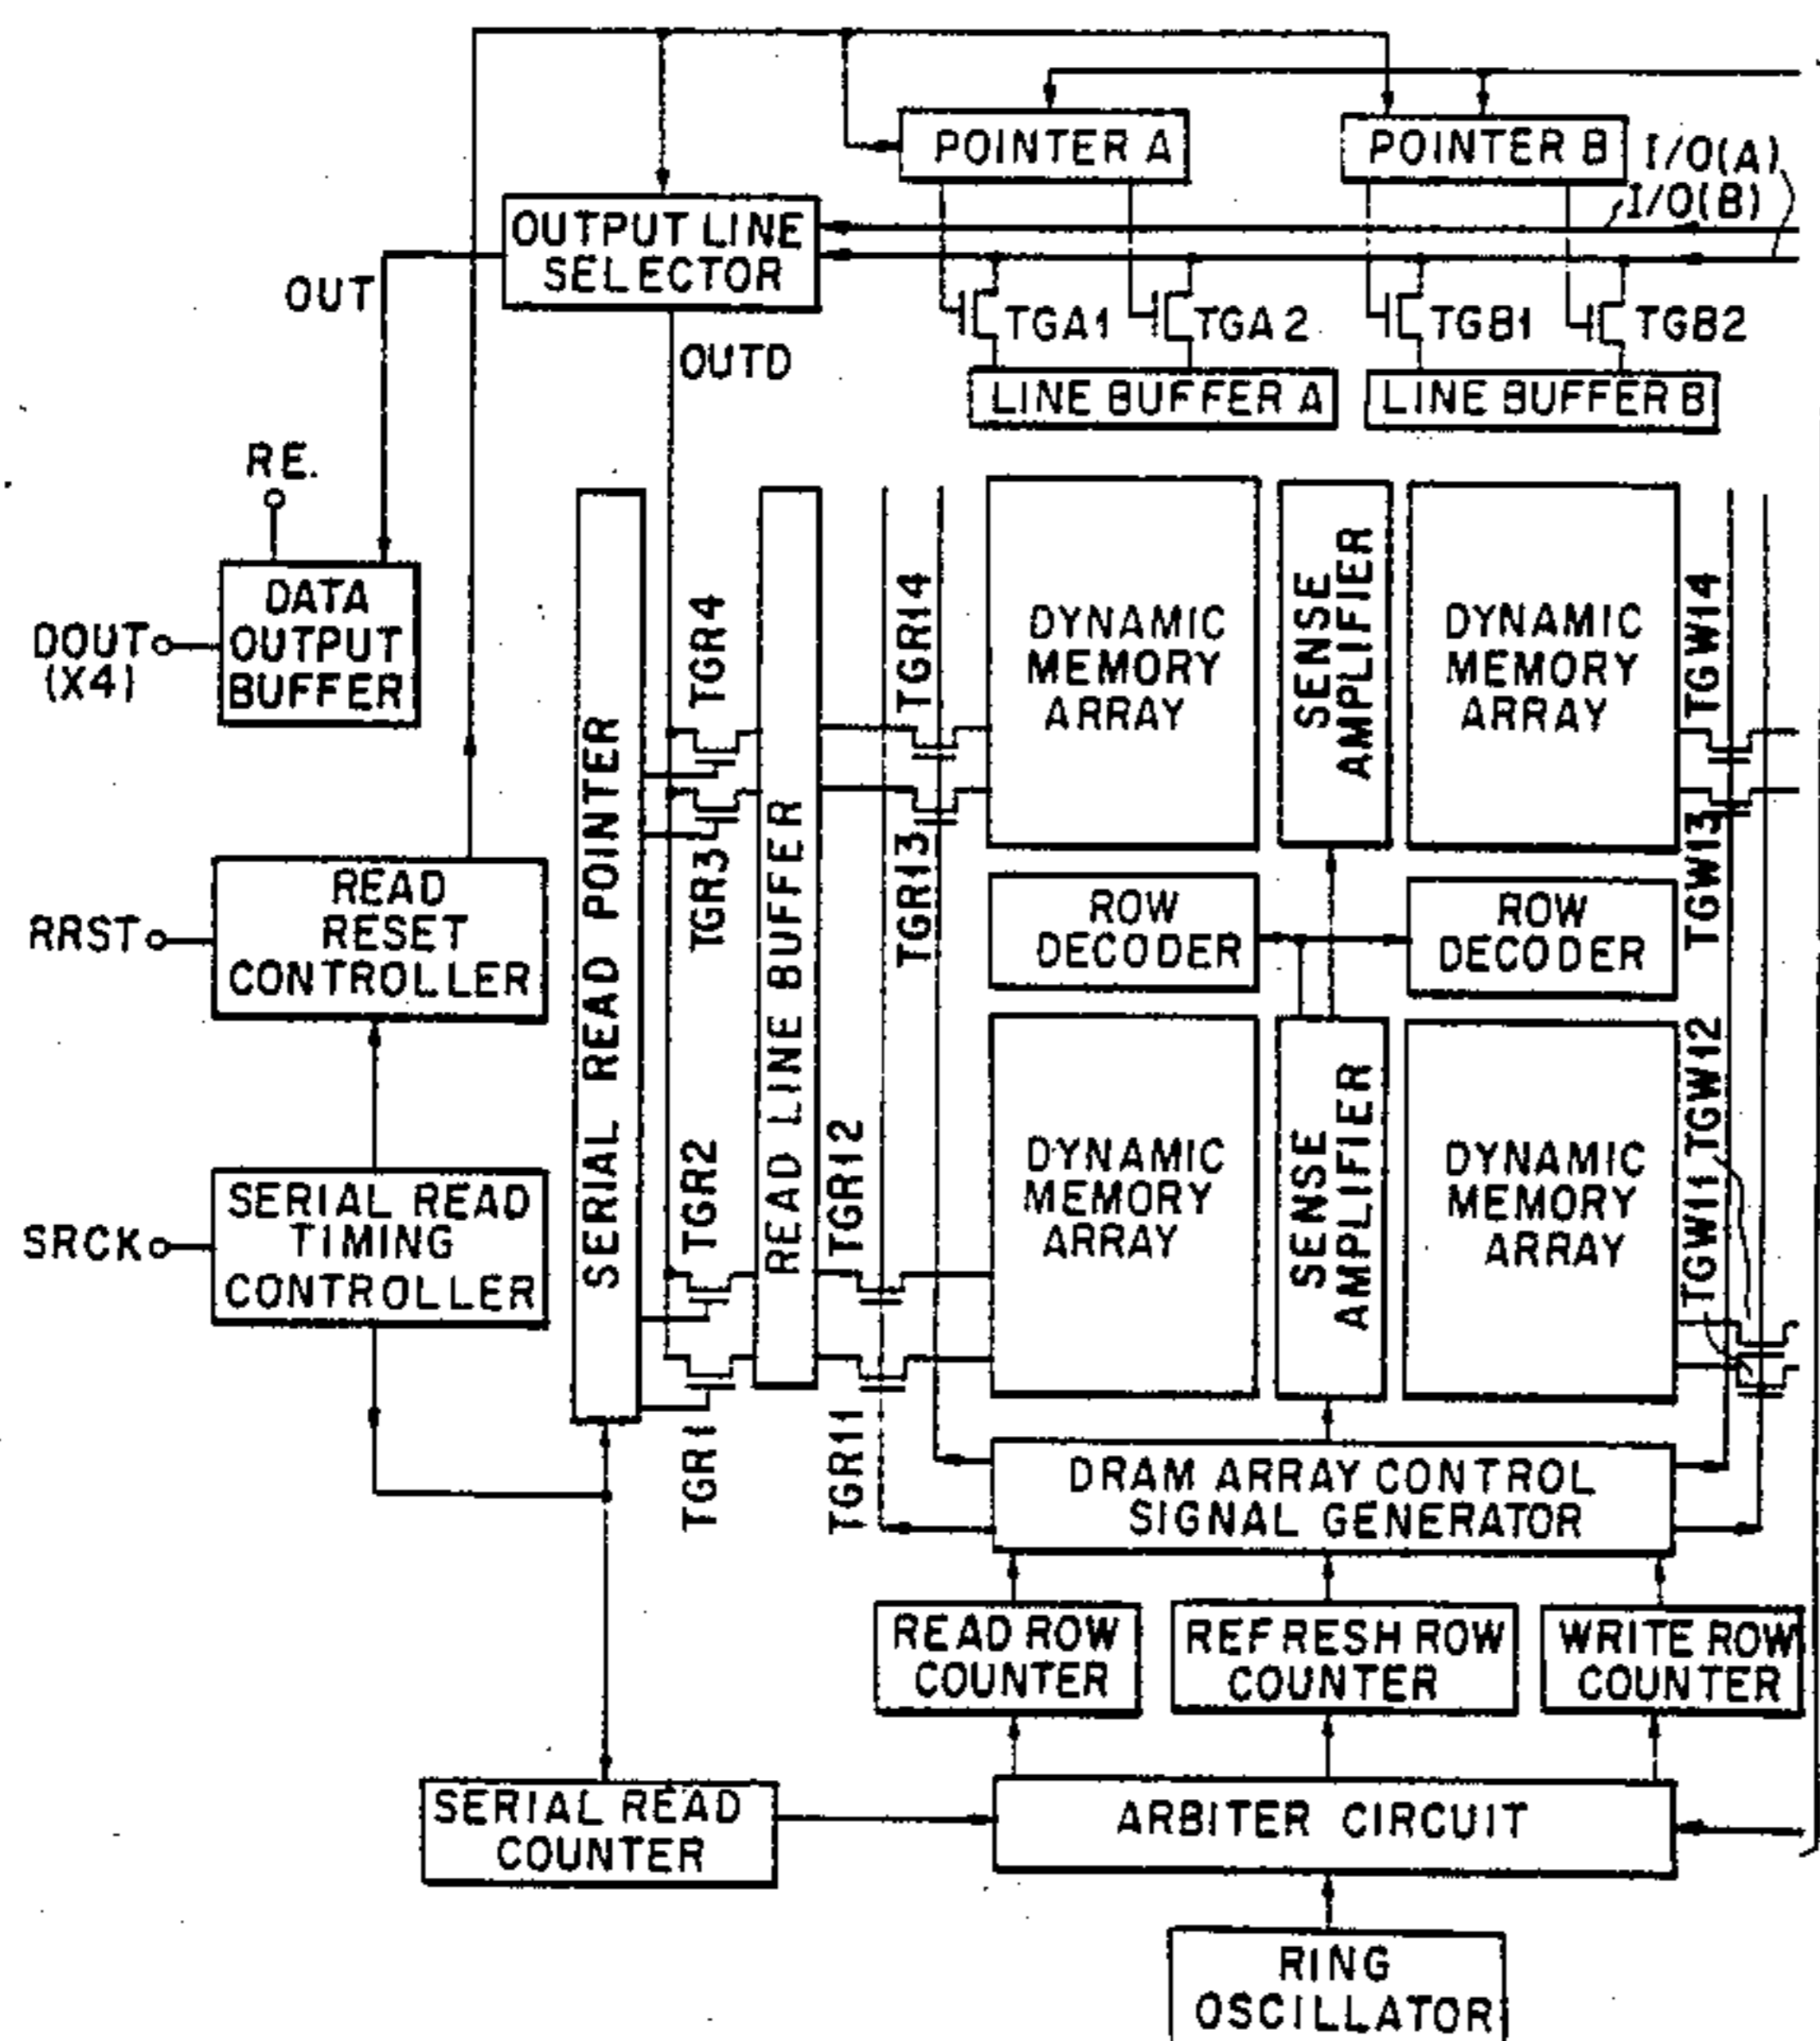 POINTER A
POINTER B
I/O(A)
I/O(B)
OUTPUT LINE
SELECTOR
OUT
OUTD
TGA1
TGA2
TGB1
TGB2
LINE BUFFER A
LINE BUFFER B
RE.
DATA
OUTPUT
BUFFER
DOUT
(X4)
SERIAL READ POINTER
TGR4
TGR3
READ LINE BUFFER
TGR14
TGR13
DYNAMIC
MEMORY
ARRAY
SENSE
AMPLIFIER
DYNAMIC
MEMORY
ARRAY
TGW14
TGW13
READ
RESET
CONTROLLER
RRST
ROW
DECODER
ROW
DECODER
SERIAL READ
TIMING
CONTROLLER
SRCK
TGR2
TGR1
TGR12
TGR11
DYNAMIC
MEMORY
ARRAY
SENSE
AMPLIFIER
DYNAMIC
MEMORY
ARRAY
TGW11 TGW12
DRAM ARRAY CONTROL
SIGNAL GENERATOR
READ ROW
COUNTER
REFRESH ROW
COUNTER
WRITE ROW
COUNTER
SERIAL READ
COUNTER
ARBITER CIRCUIT
RING
OSCILLATOR